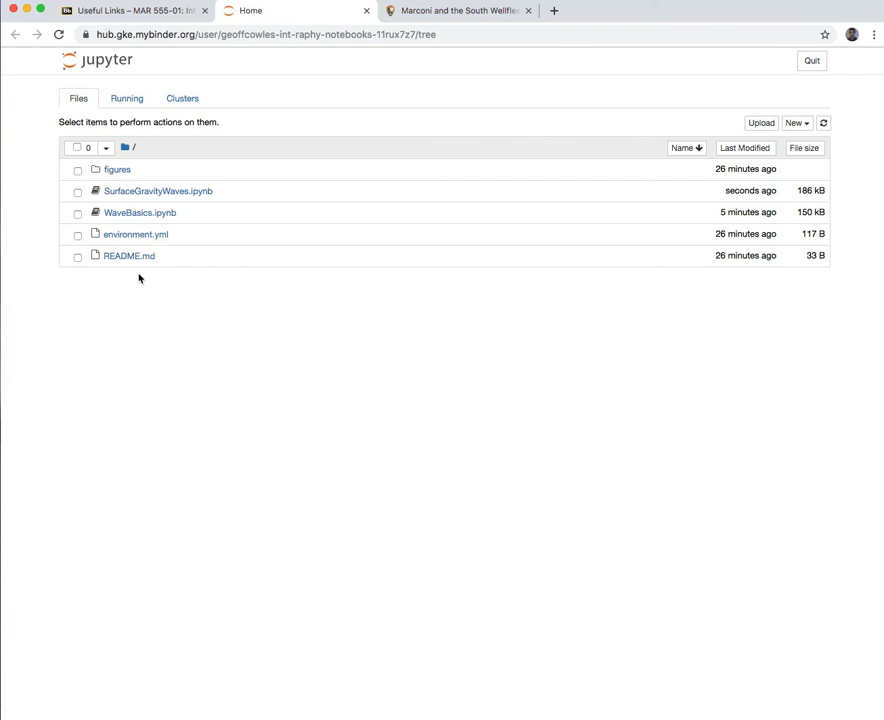 Bb Useful Links – MAR 555-01: Int
Home
Marconi and the South Wellflee
hub.gke.mybinder.org/user/geoffcowles-int-raphy-notebooks-11rux7z7/tree
jupyter
Quit
Files Running Clusters
Select items to perform actions on them.
Upload New
0 / Name Last Modified File size
figures 26 minutes ago
SurfaceGravityWaves.ipynb seconds ago 186 kB
WaveBasics.ipynb 5 minutes ago 150 kB
environment.yml 26 minutes ago 117 B
README.md 26 minutes ago 33 B